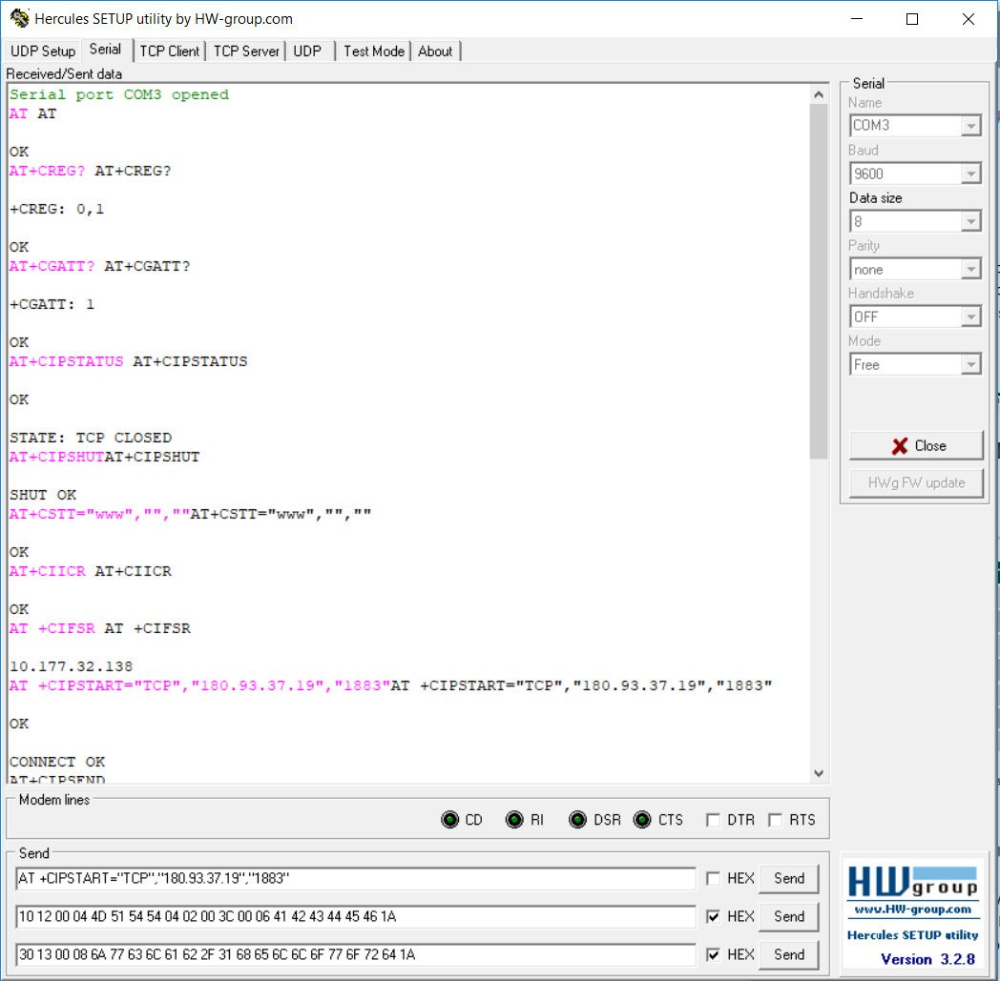 Hercules SETUP utility by HW-group.com
UDP Setup Serial TCP Client TCP Server UDP Test Mode About
Received/Sent data
Serial port COM3 opened
AT AT
OK
AT+CREG? AT+CREG?
+CREG: 0,1
OK
AT+CGATT? AT+CGATT?
+CGATT: 1
OK
AT+CIPSTATUS AT+CIPSTATUS
OK
STATE: TCP CLOSED
AT+CIPSHUTAT+CIPSHUT
SHUT OK
AT+CSTT="www","",""AT+CSTT="www","",""
OK
AT+CIICR AT+CIICR
OK
AT +CIFSR AT +CIFSR
10.177.32.138
AT +CIPSTART="TCP","180.93.37.19","1883"AT +CIPSTART="TCP","180.93.37.19","1883"
OK
CONNECT OK
AT+CIPSEND
Serial
Name
COM3
Baud
9600
Data size
8
Parity
none
Handshake
OFF
Mode
Free
Close
HWg FW update
Modem lines
CD RI DSR CTS DTR RTS
Send
AT +CIPSTART="TCP","180.93.37.19","1883" HEX Send
10 12 00 04 4D 51 54 54 04 02 00 3C 00 06 41 42 43 44 45 46 1A HEX Send
30 13 00 08 6A 77 63 6C 61 62 2F 31 68 65 6C 6C 6F 77 6F 72 64 1A HEX Send
HWgroup
www.HW-group.com
Hercules SETUP utility
Version 3.2.8